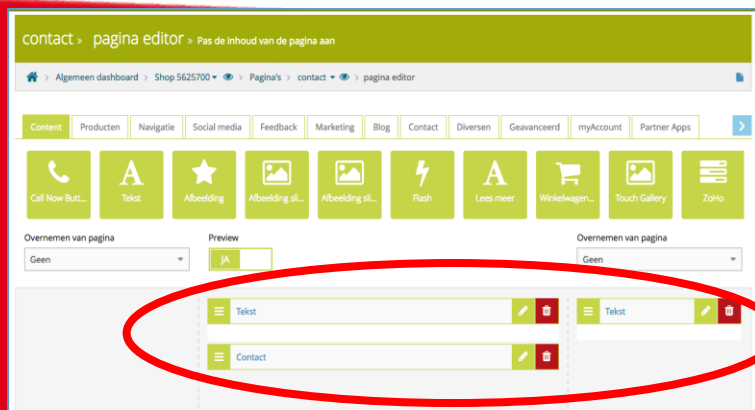 contact » pagina editor » Pas de inhoud van de pagina aan
> Algemeen dashboard > Shop 5625700 > Pagina's > contact > pagina editor
Content Producten Navigatie Social media Feedback Marketing Blog Contact Diversen Geavanceerd myAccount Partner Apps
Call Now Butt... Tekst Afbeelding Afbeelding sli... Afbeelding sli... Flash Lees meer Winkelwagen... Touch Gallery ZoHo
Overnemen van pagina Preview Overnemen van pagina
Geen JA Geen
Tekst Tekst
Contact